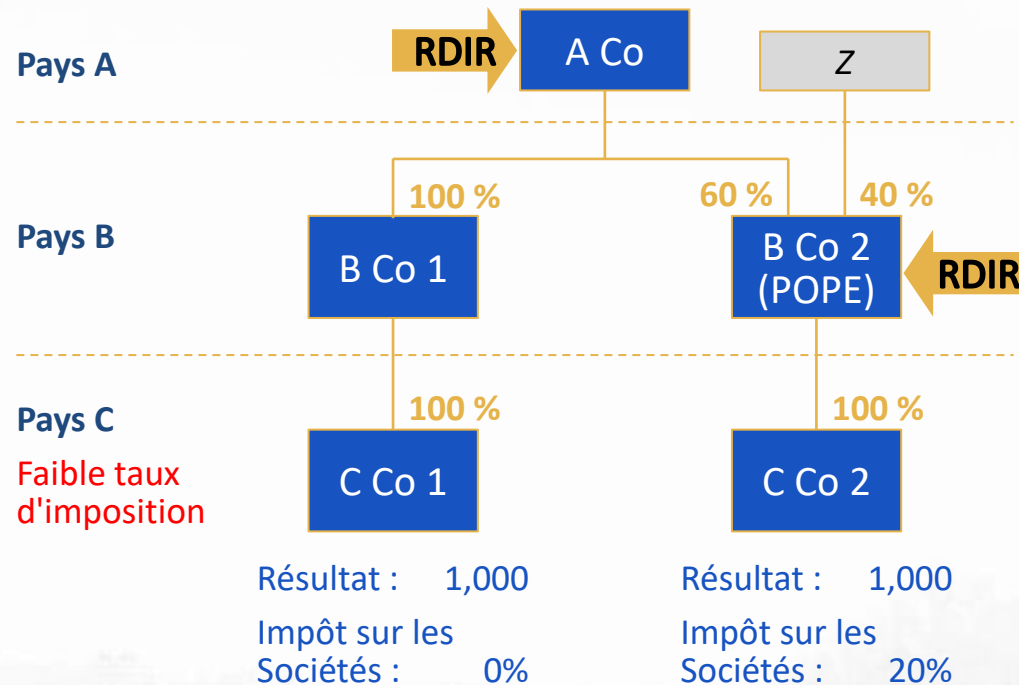 Pays A
RDIR
A Co
Z
100 %
60 %
40 %
Pays B
B Co 1
B Co 2
(POPE)
RDIR
Pays C
Faible taux
d'imposition
100 %
100 %
C Co 1
C Co 2
Résultat : 1,000
Impôt sur les
Sociétés : 0%
Résultat : 1,000
Impôt sur les
Sociétés : 20%